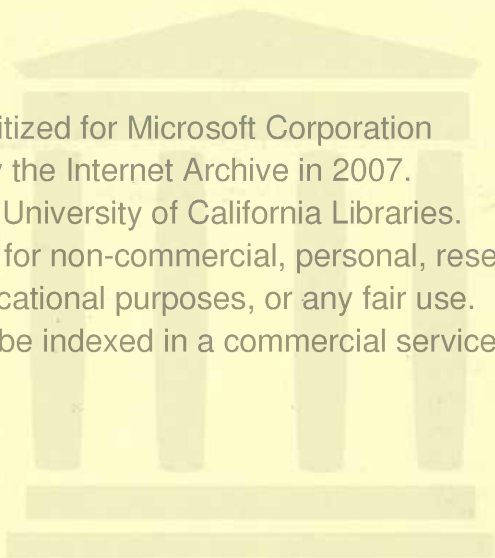 itized for Microsoft Corporation
the Internet Archive in 2007.
University of California Libraries.
for non-commercial, personal, rese
cational purposes, or any fair use.
be indexed in a commercial service